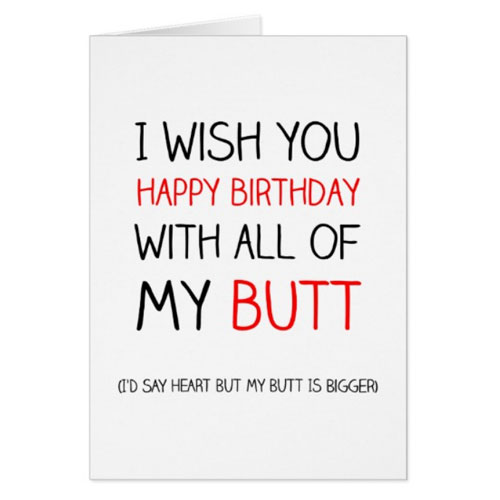 I WISH YOU
HAPPY BIRTHDAY
WITH ALL OF
MY BUTT
(I'D SAY HEART BUT MY BUTT IS BIGGER)